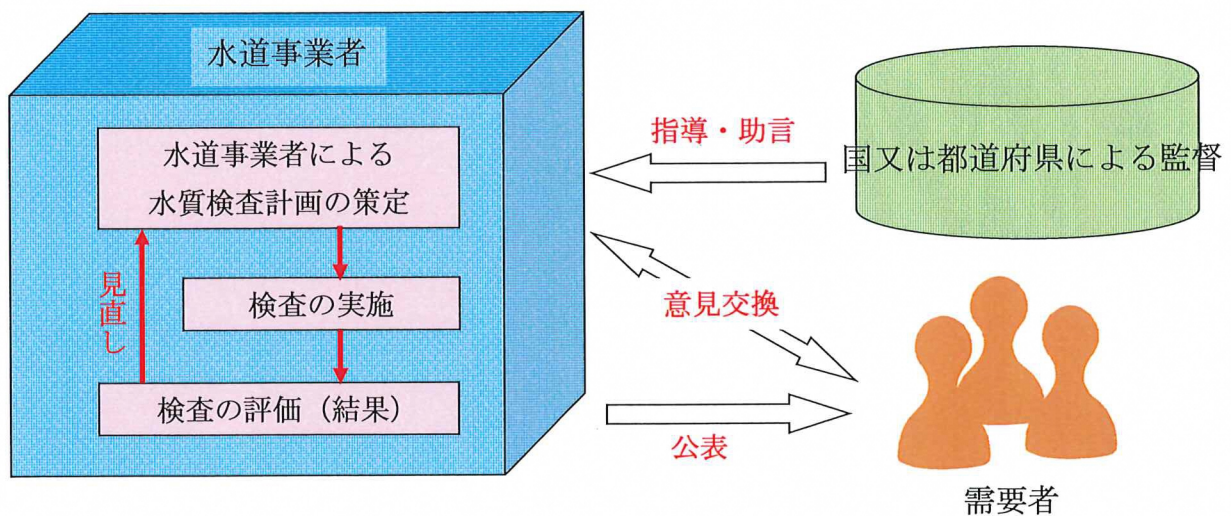 水道事業者
水道事業者による
水質検査計画の策定
検査の実施
検査の評価（結果）
見直し
指導・助言
国又は都道府県による監督
意見交換
公表
需要者